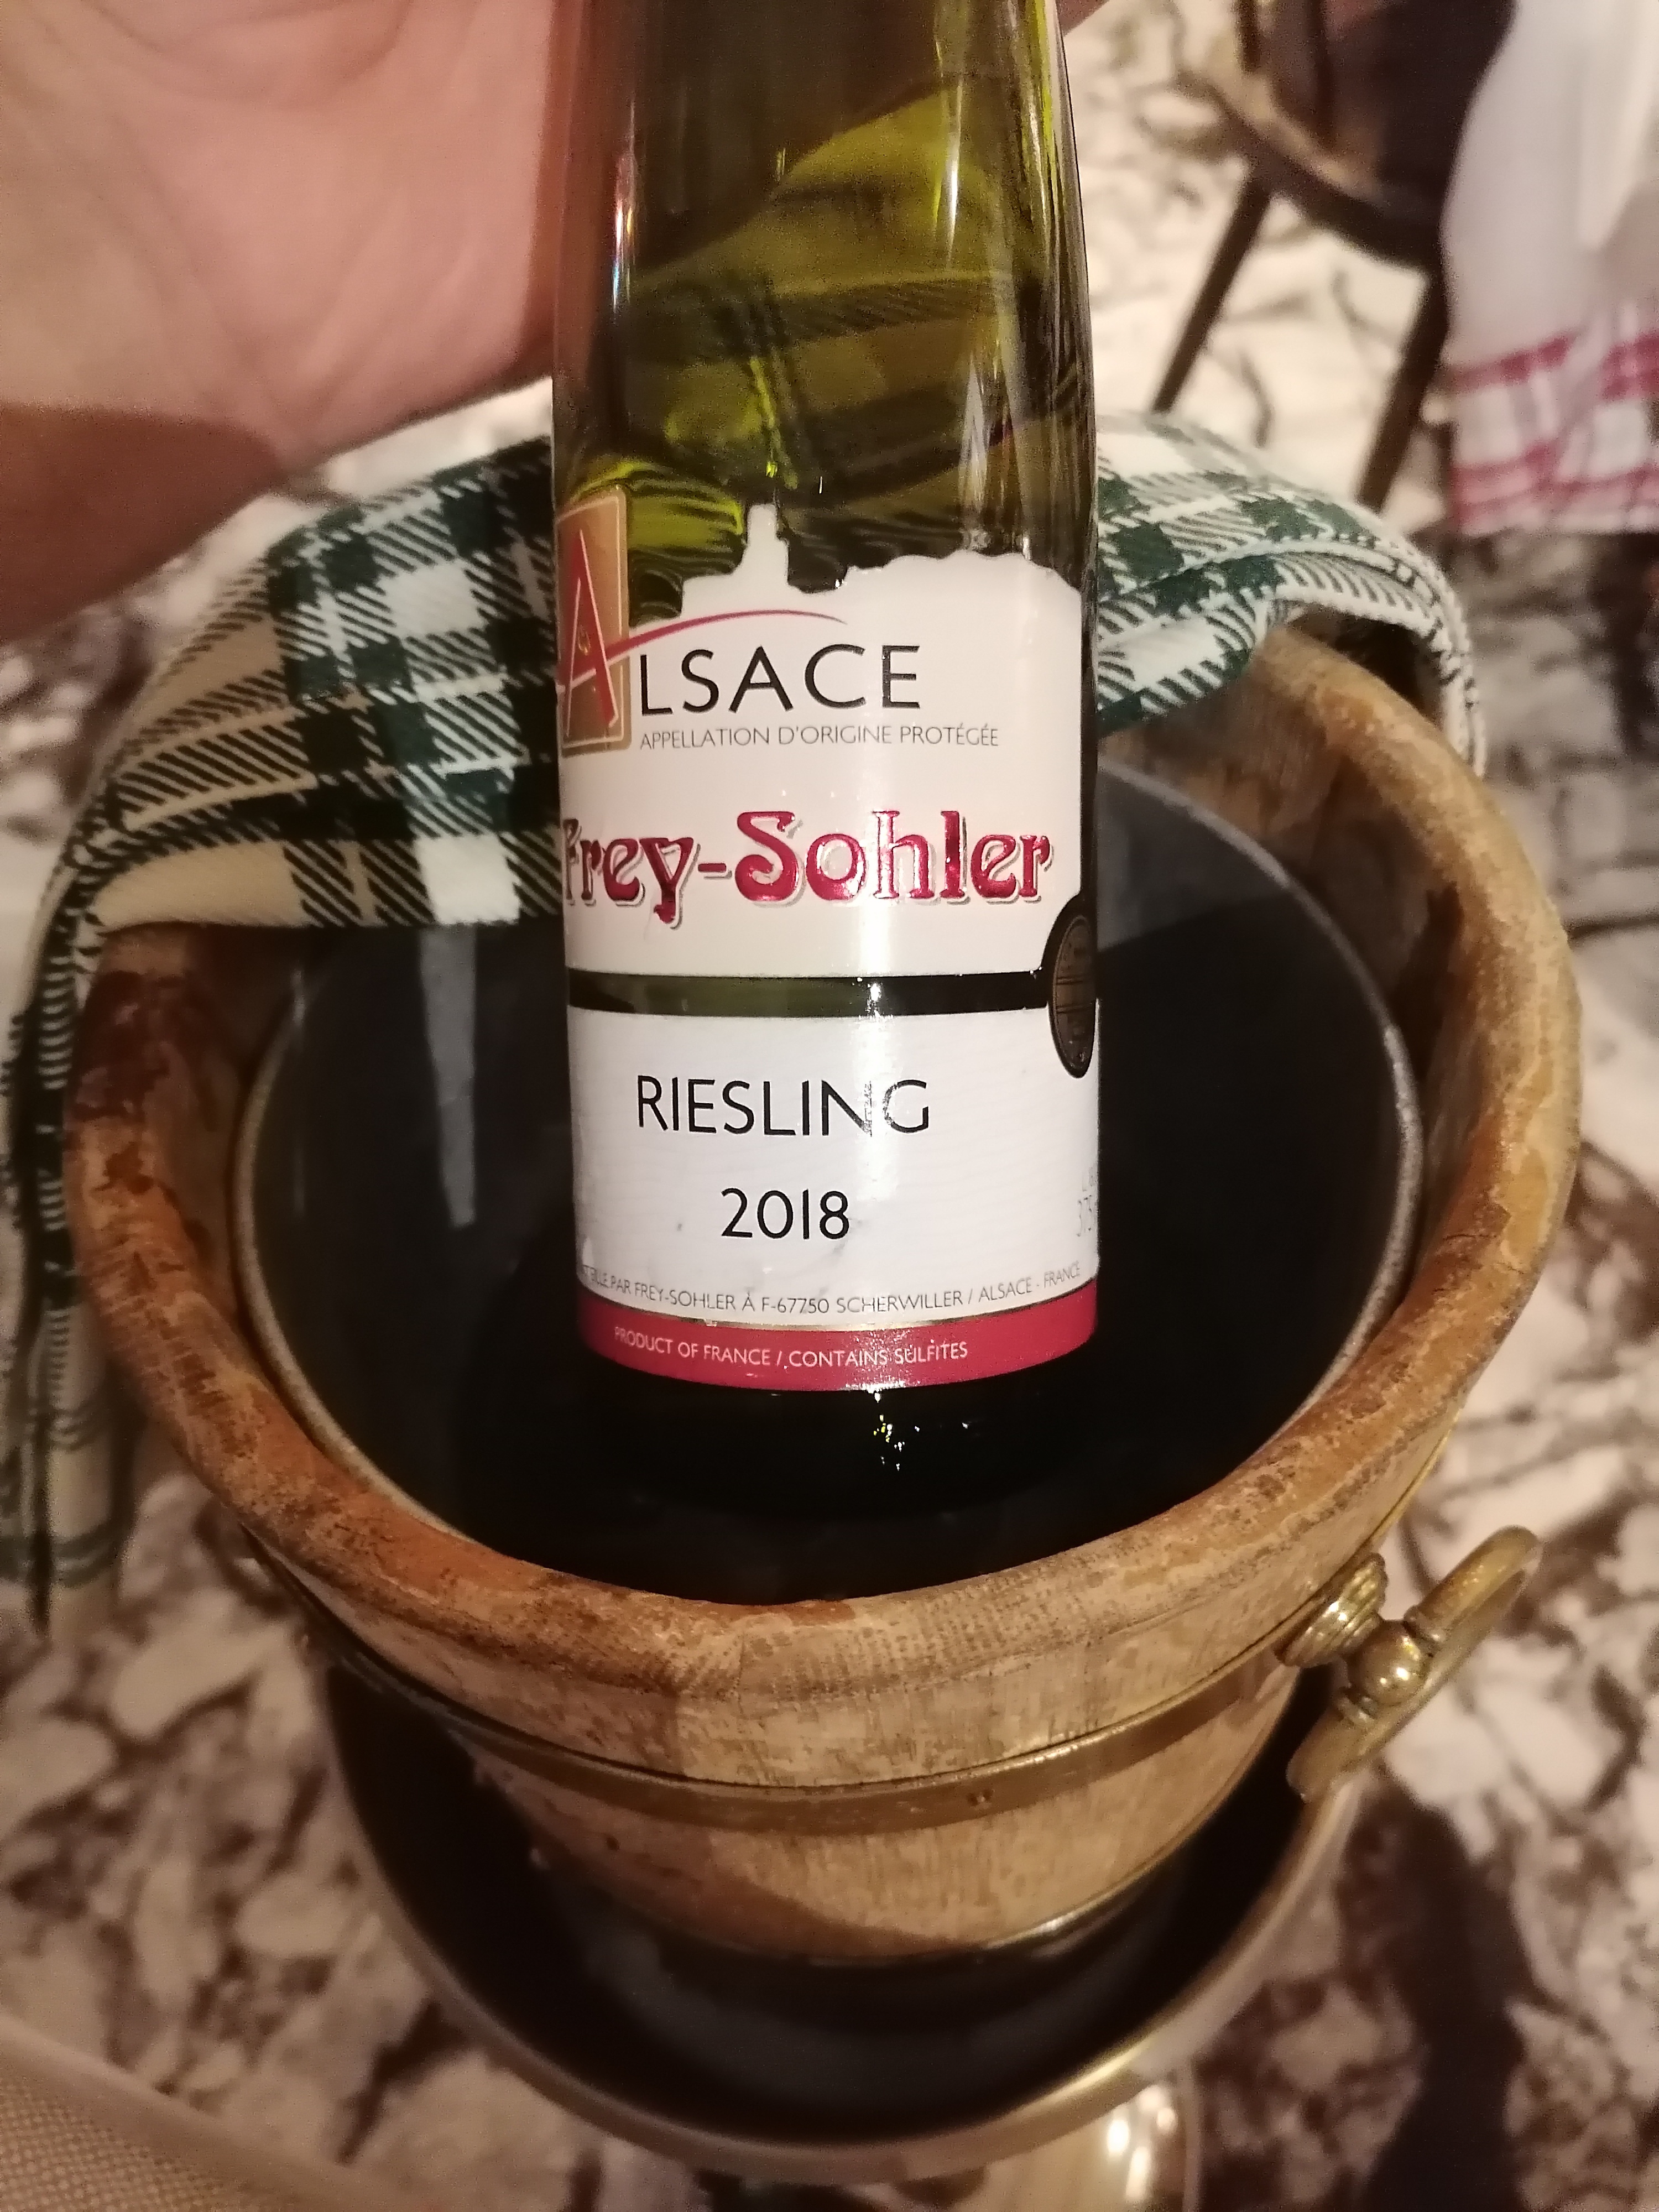 ALSACE
APPELLATION D'ORIGINE PROTÉGÉE
Frey-Sohler
RIESLING
2018
PAR FREY-SOHLER À F-67750 SCHERWILLER / ALSACE - FRANCE
PRODUCT OF FRANCE / CONTAINS SULFITES